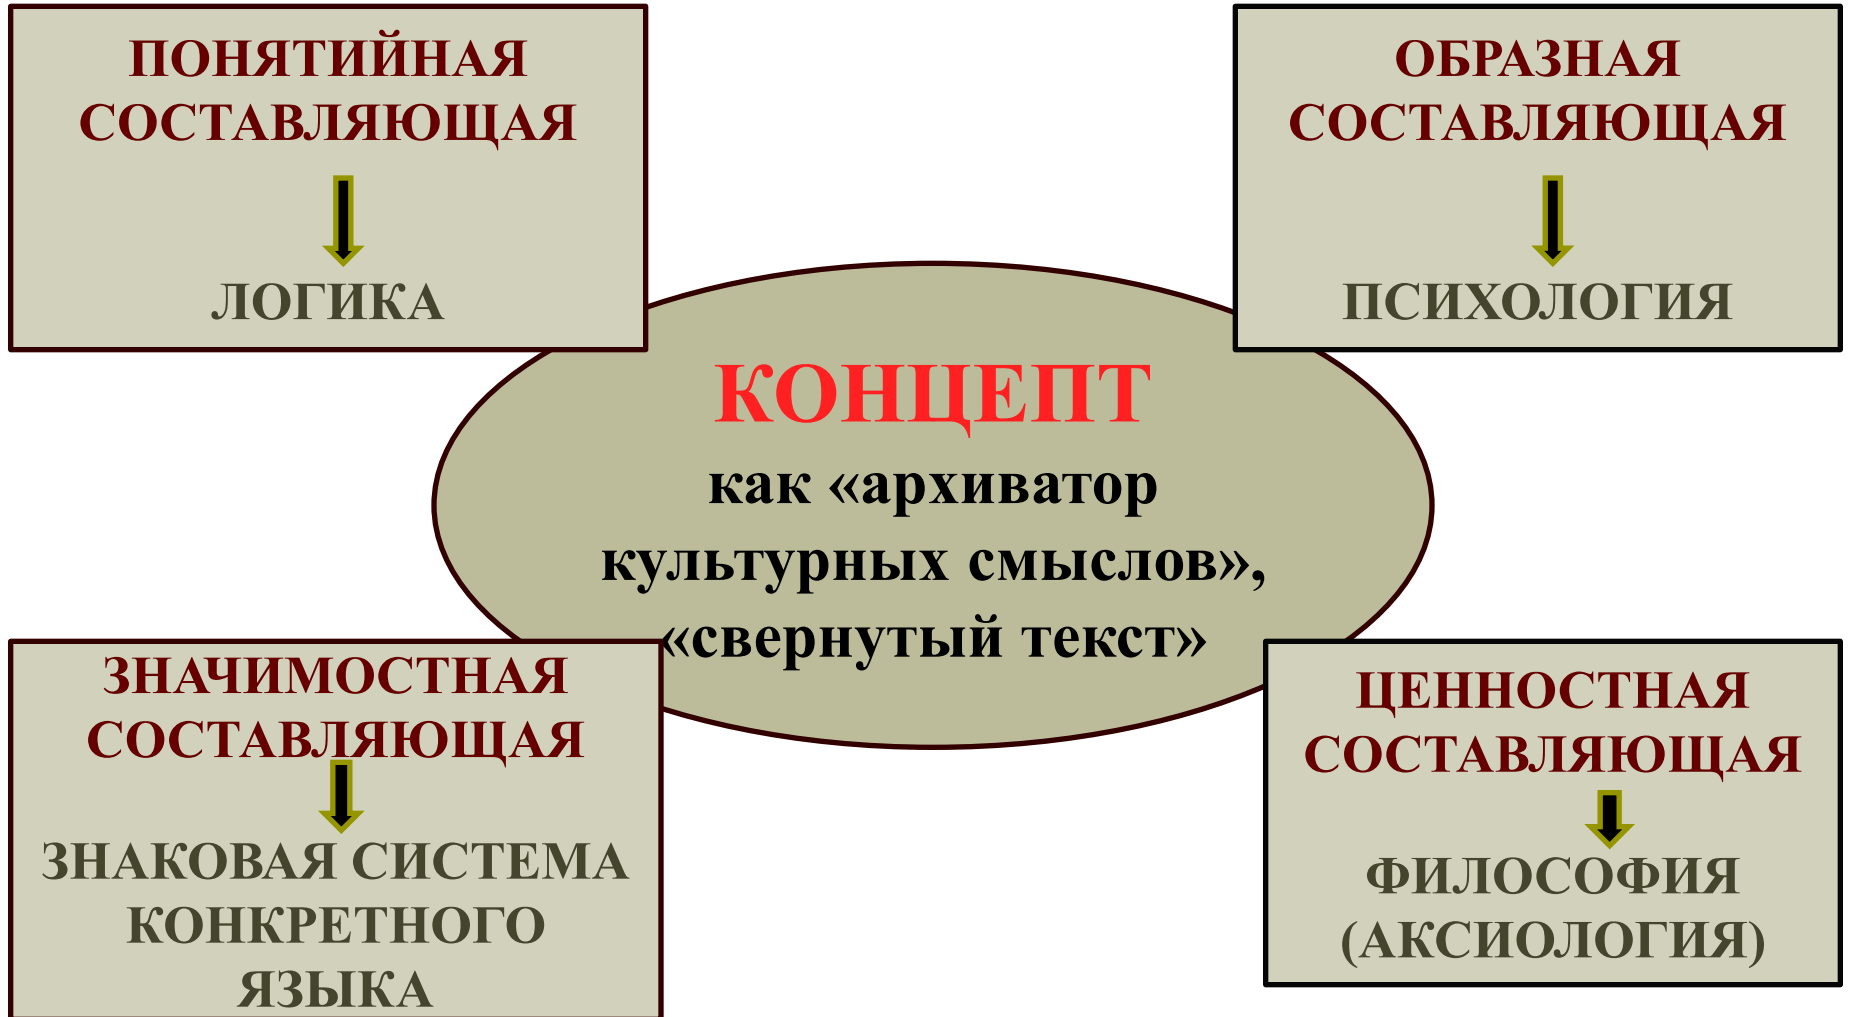 ПОНЯТИЙНАЯ
СОСТАВЛЯЮЩАЯ
ЛОГИКА
ОБРАЗНАЯ
СОСТАВЛЯЮЩАЯ
ПСИХОЛОГИЯ
КОНЦЕПТ
как «архиватор
культурных смыслов»,
«свернутый текст»
ЗНАЧИМОСТНАЯ
СОСТАВЛЯЮЩАЯ
ЗНАКОВАЯ СИСТЕМА
КОНКРЕТНОГО
ЯЗЫКА
ЦЕННОСТНАЯ
СОСТАВЛЯЮЩАЯ
ФИЛОСОФИЯ
(АКСИОЛОГИЯ)